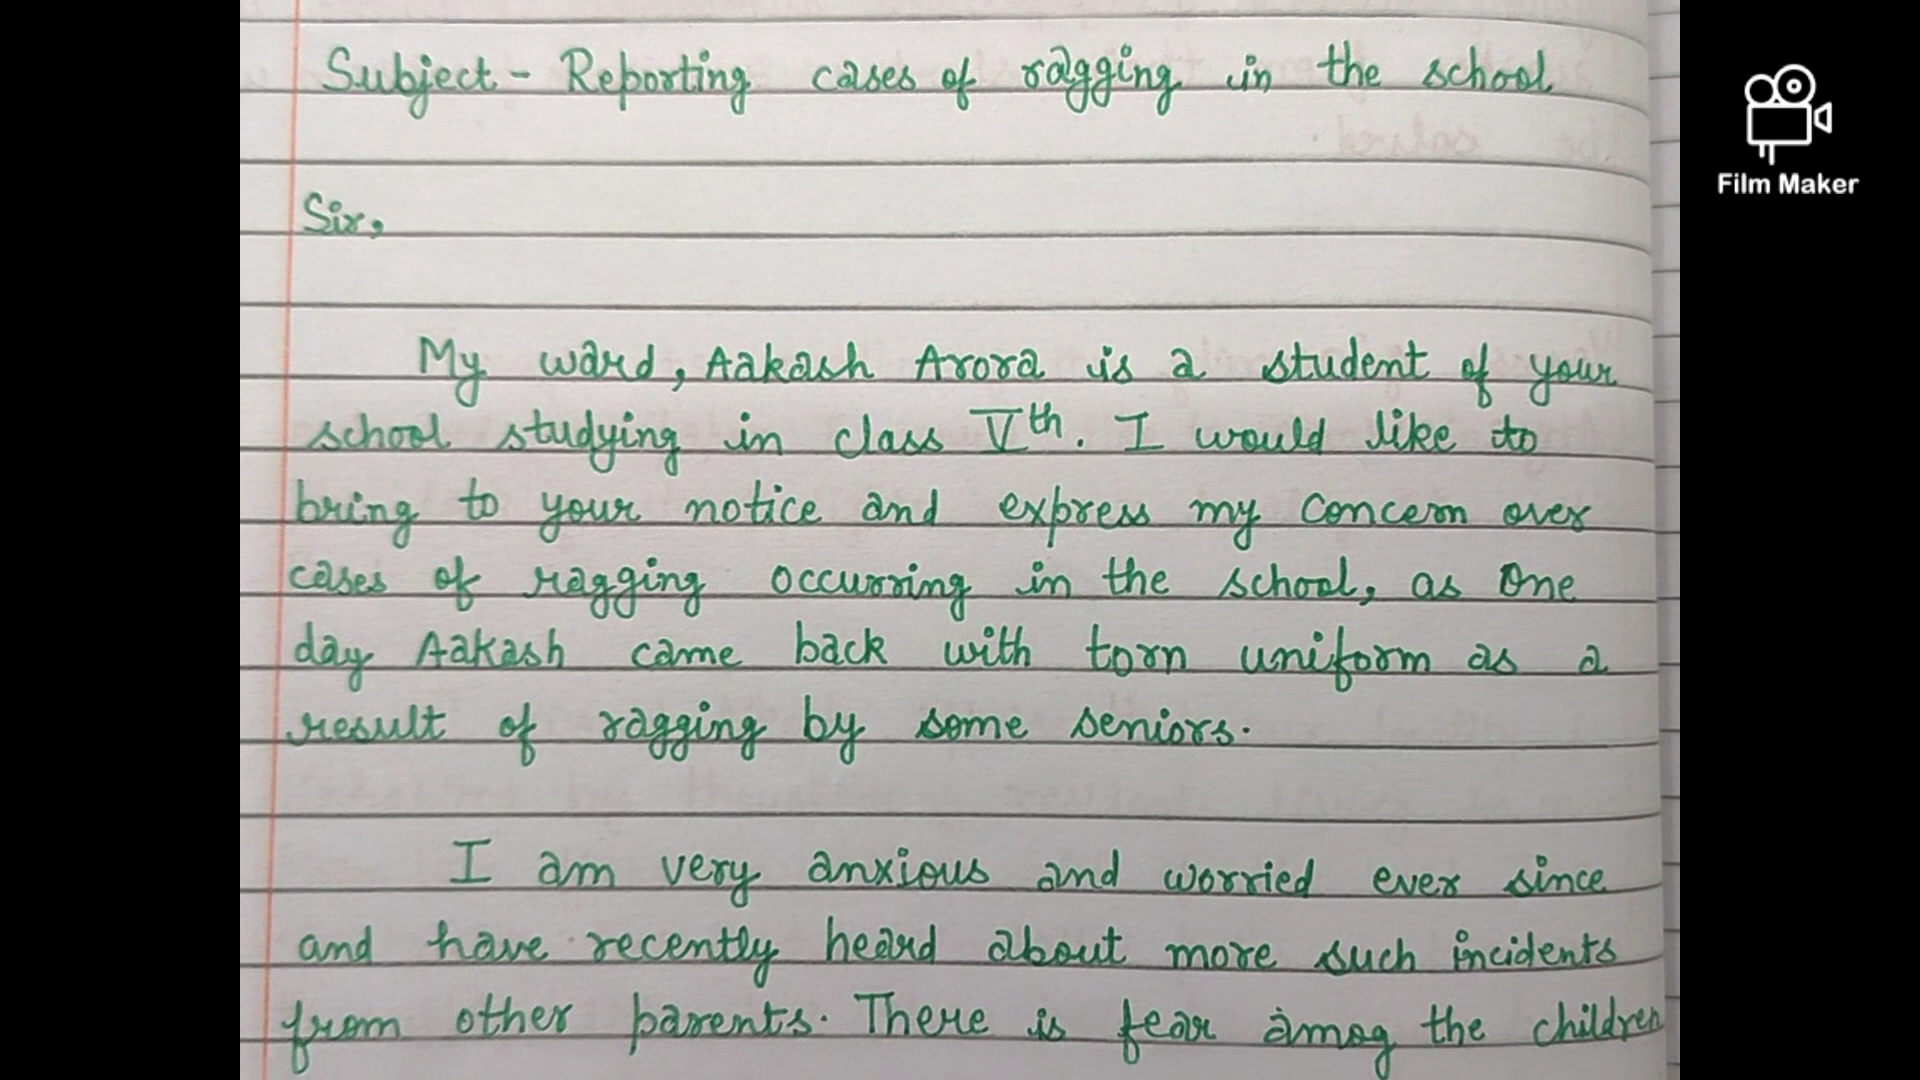 Subject - Reporting cases of ragging in the school
Sir,
My ward, Aakash Arora is a student of your
school studying in class Vth. I would like to
bring to your notice and express my concern over
cases of ragging occurring in the school, as one
day Aakash came back with torn uniform as a
result of ragging by some seniors.
I am very anxious and worried ever since
and have recently heard about more such incidents
from other parents. There is fear amog the children
Film Maker